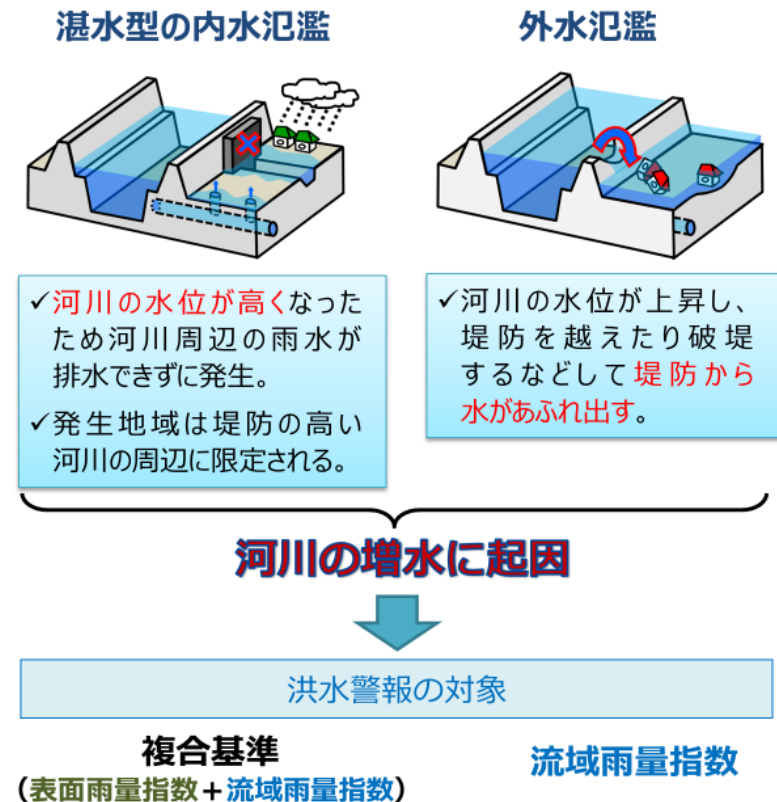 湛水型の内水氾濫
外水氾濫
✓河川の水位が高くなった
ため河川周辺の雨水が
排水できずに発生。
✓発生地域は堤防の高い
河川の周辺に限定される。
✓河川の水位が上昇し、
堤防を越えたり破堤
するなどして堤防から
水があふれ出す。
河川の増水に起因
洪水警報の対象
複合基準
(表面雨量指数+流域雨量指数)
流域雨量指数